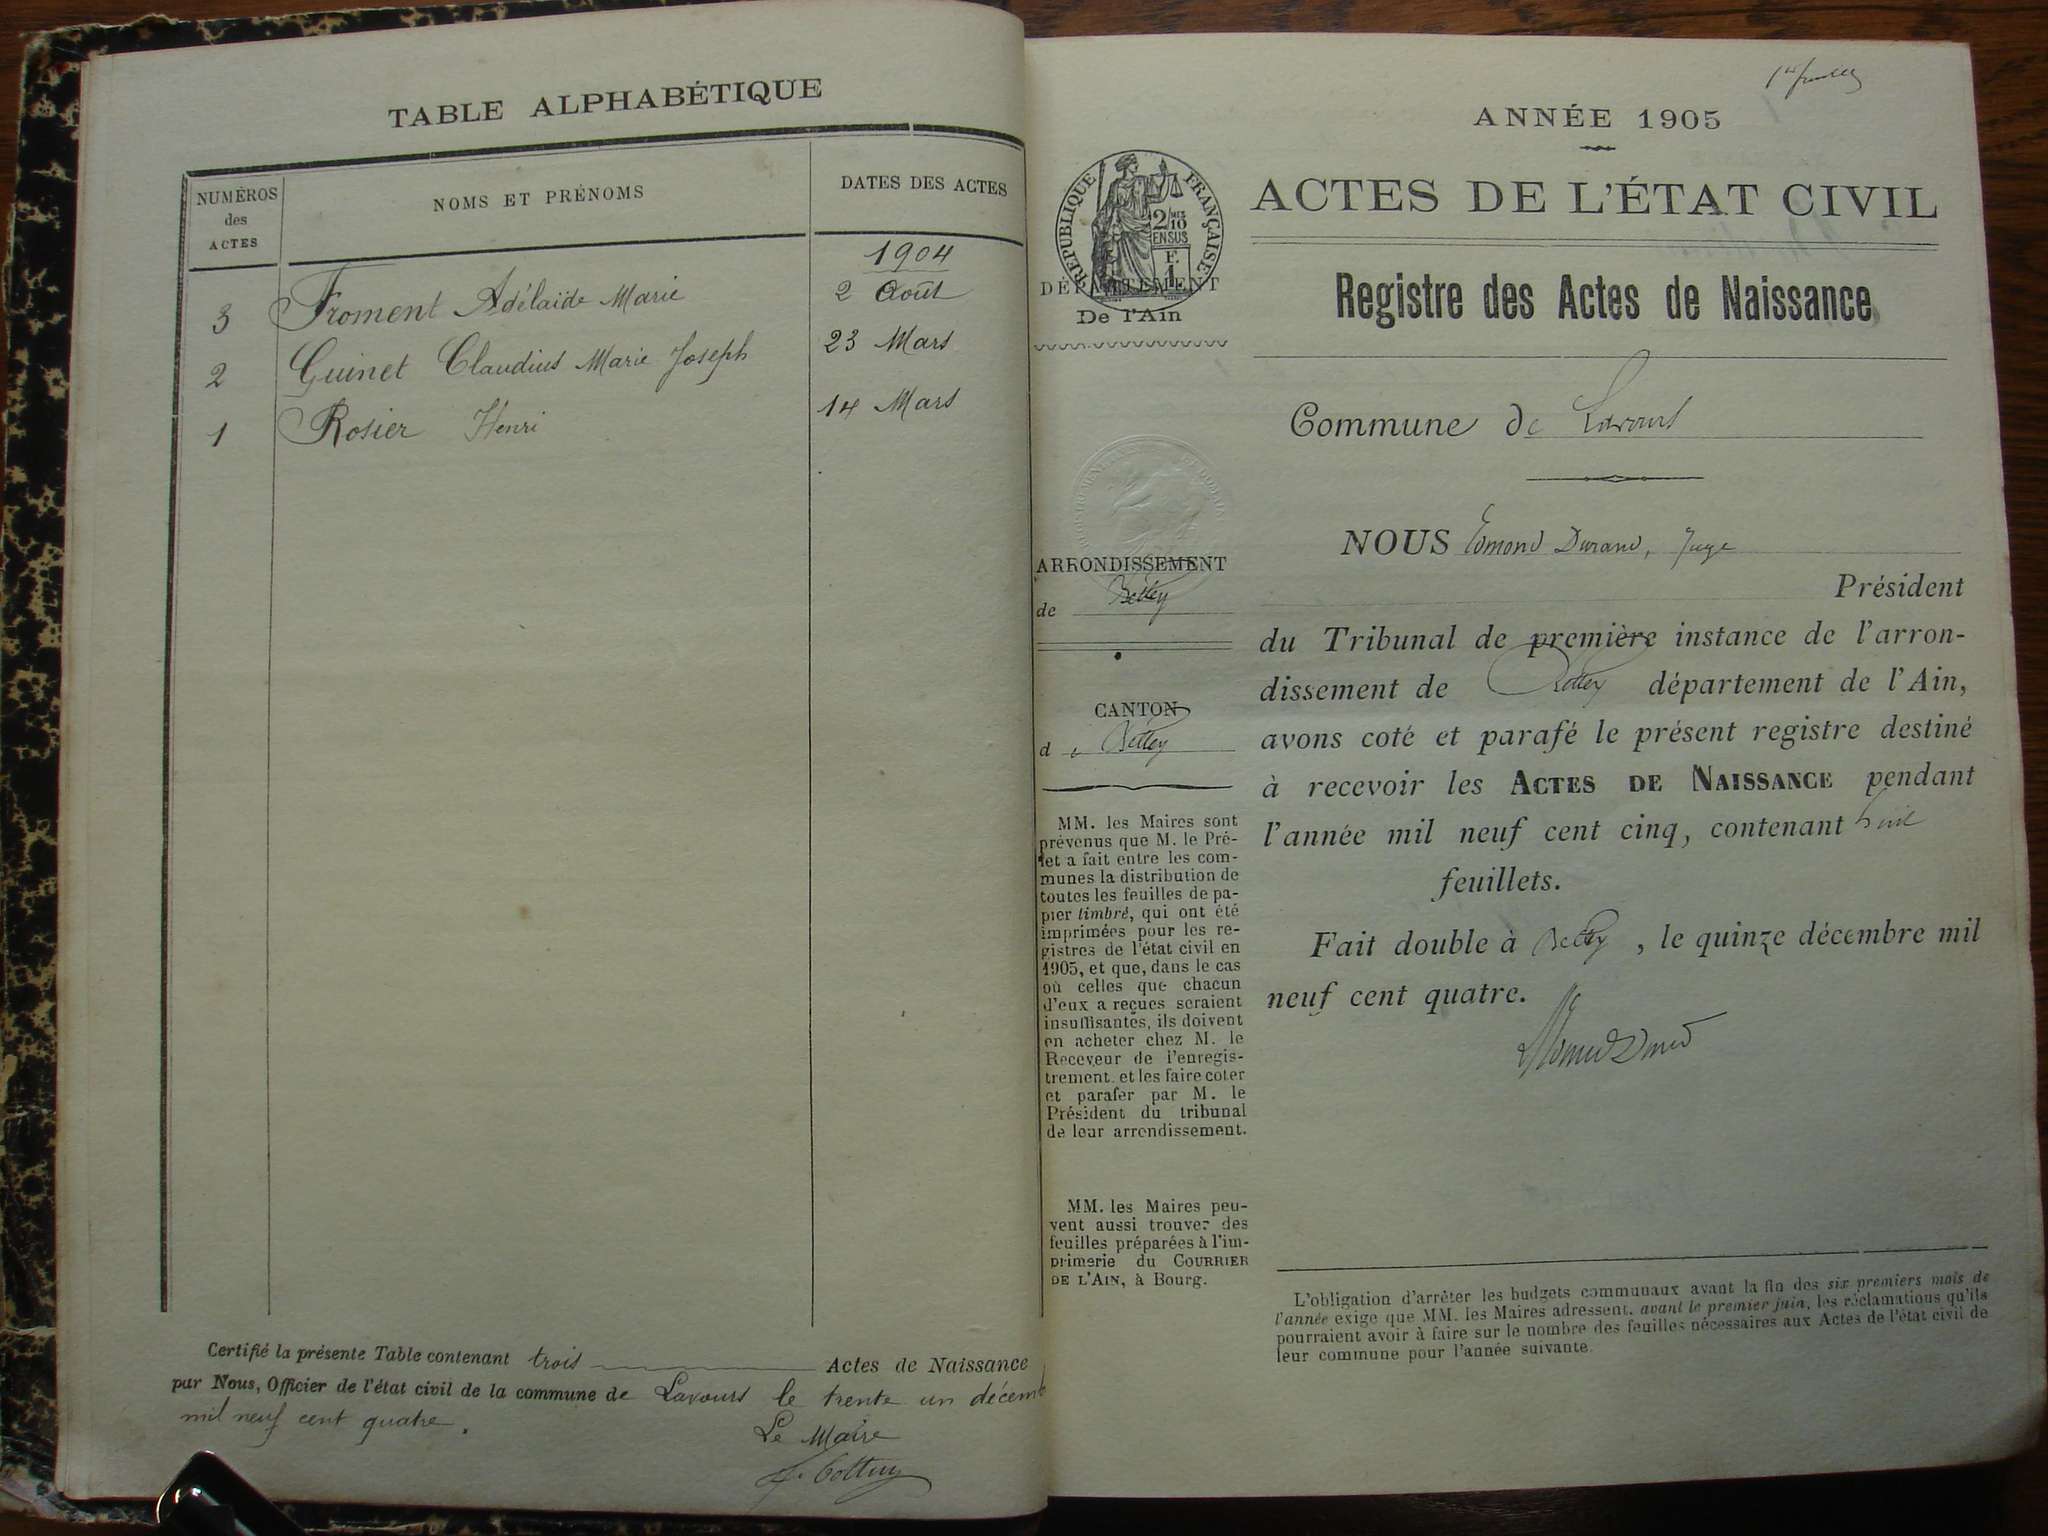 TABLE ALPHABÉTIQUE
NUMÉROS
des
ACTES
NOMS ET PRÉNOMS
DATES DES ACTES
1904
3 Froment Adélaïde Marie 2 Août
2 Guinet Claudius Marie Joseph 23 Mars
1 Rosier Henri 14 Mars
Certifié la présente Table contenant trois Actes de Naissance
par Nous, Officier de l'état civil de la commune de Lavours le trente un décemb
mil neuf cent quatre.
Le Maire
ANNÉE 1905
ACTES DE L'ÉTAT CIVIL
RÉPUBLIQUE FRANÇAISE
2 MES
10
EN SUS
F.
1
DÉPARTEMENT
De l'Ain
Registre des Actes de Naissance
Commune de Lavours
ARRONDISSEMENT
de Belley
CANTON
de Belley
MM. les Maires sont
prévenus que M. le Pré-
fet a fait entre les com-
munes la distribution de
toutes les feuilles de pa-
pier timbré, qui ont été
imprimées pour les re-
gistres de l'état civil en
1905, et que, dans le cas
où celles que chacun
d'eux a reçues seraient
insuffisantes, ils doivent
en acheter chez M. le
Receveur de l'enregis-
trement. et les faire coter
et parafer par M. le
Président du tribunal
de leur arrondissement.
MM. les Maires peu-
vent aussi trouver des
feuilles préparées à l'im-
primerie du COURRIER
DE L'AIN, à Bourg.
NOUS Edmond Durand, Juge
Président
du Tribunal de première instance de l'arron-
dissement de Belley département de l'Ain,
avons coté et parafé le présent registre destiné
à recevoir les ACTES DE NAISSANCE pendant
l'année mil neuf cent cinq, contenant huit
feuillets.
Fait double à Belley, le quinze décembre mil
neuf cent quatre.
Edmond Durand
L'obligation d'arrêter les budgets communaux avant la fin des six premiers mois de
l'année exige que MM. les Maires adressent, avant le premier juin, les réclamations qu'ils
pourraient avoir à faire sur le nombre des feuilles nécessaires aux Actes de l'état civil de
leur commune pour l'année suivante.